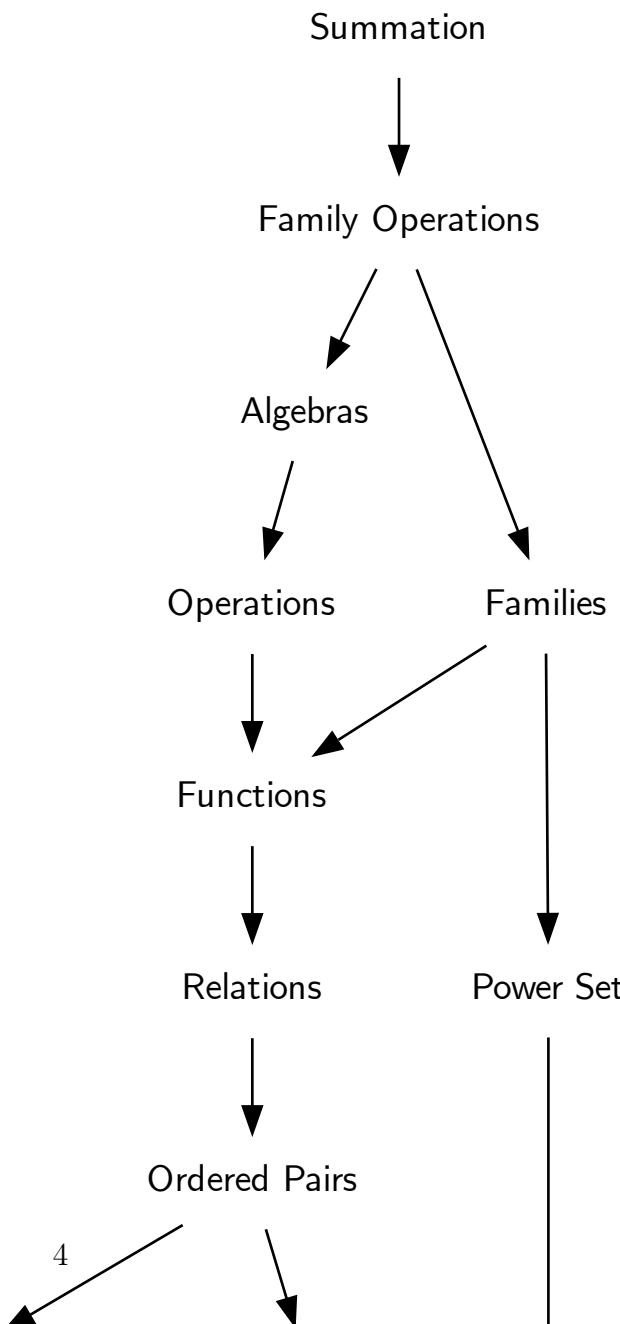 Summation
Family Operations
Algebras
Operations
Families
Functions
Relations
Power Set
Ordered Pairs
4